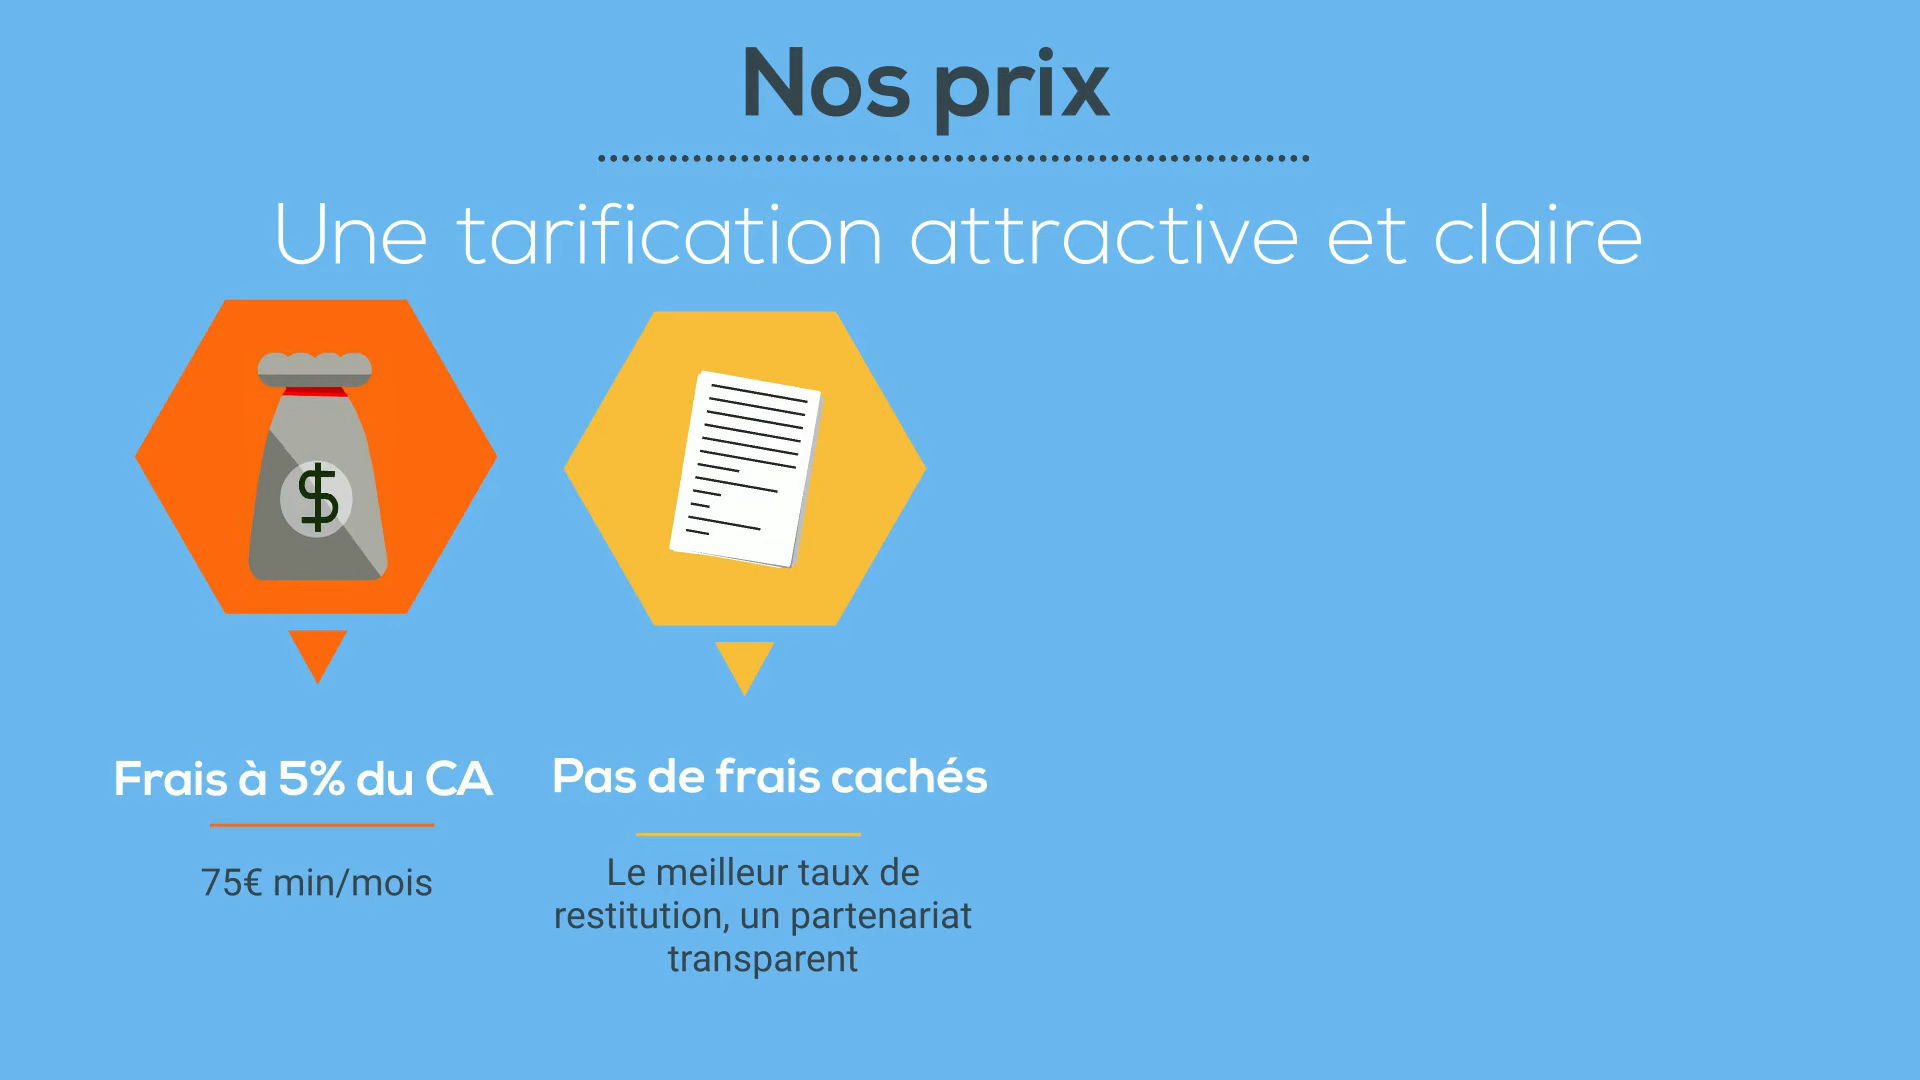 Nos prix
Une tarification attractive et claire
$
Frais à 5% du CA
75€ min/mois
Pas de frais cachés
Le meilleur taux de
restitution, un partenariat
transparent